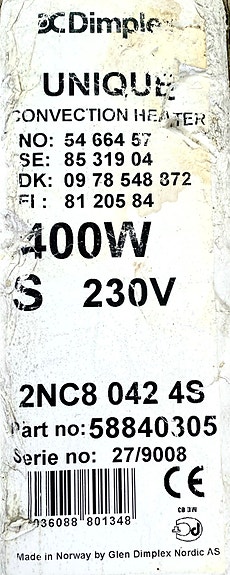 Dimplex
UNIQUE
CONVECTION HEATER
NO: 54 664 57
SE: 85 319 04
DK: 09 78 548 872
FI : 81 205 84
400W
S 230V
2NC8 042 4S
Part no: 58840305
Serie no: 27/9008
CE
036088 801348
Made in Norway by Glen Dimplex Nordic AS